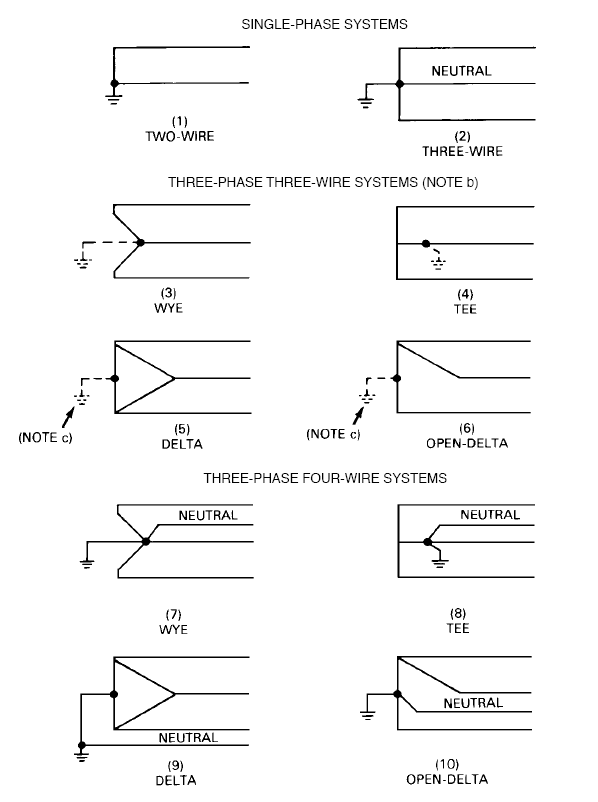 SINGLE-PHASE SYSTEMS
NEUTRAL
(1)
TWO-WIRE
(2)
THREE-WIRE
THREE-PHASE THREE-WIRE SYSTEMS (NOTE b)
(3)
WYE
(4)
TEE
(NOTE c)
(5)
DELTA
(NOTE c)
(6)
OPEN-DELTA
THREE-PHASE FOUR-WIRE SYSTEMS
NEUTRAL
(7)
WYE
NEUTRAL
(8)
TEE
NEUTRAL
(9)
DELTA
NEUTRAL
(10)
OPEN-DELTA